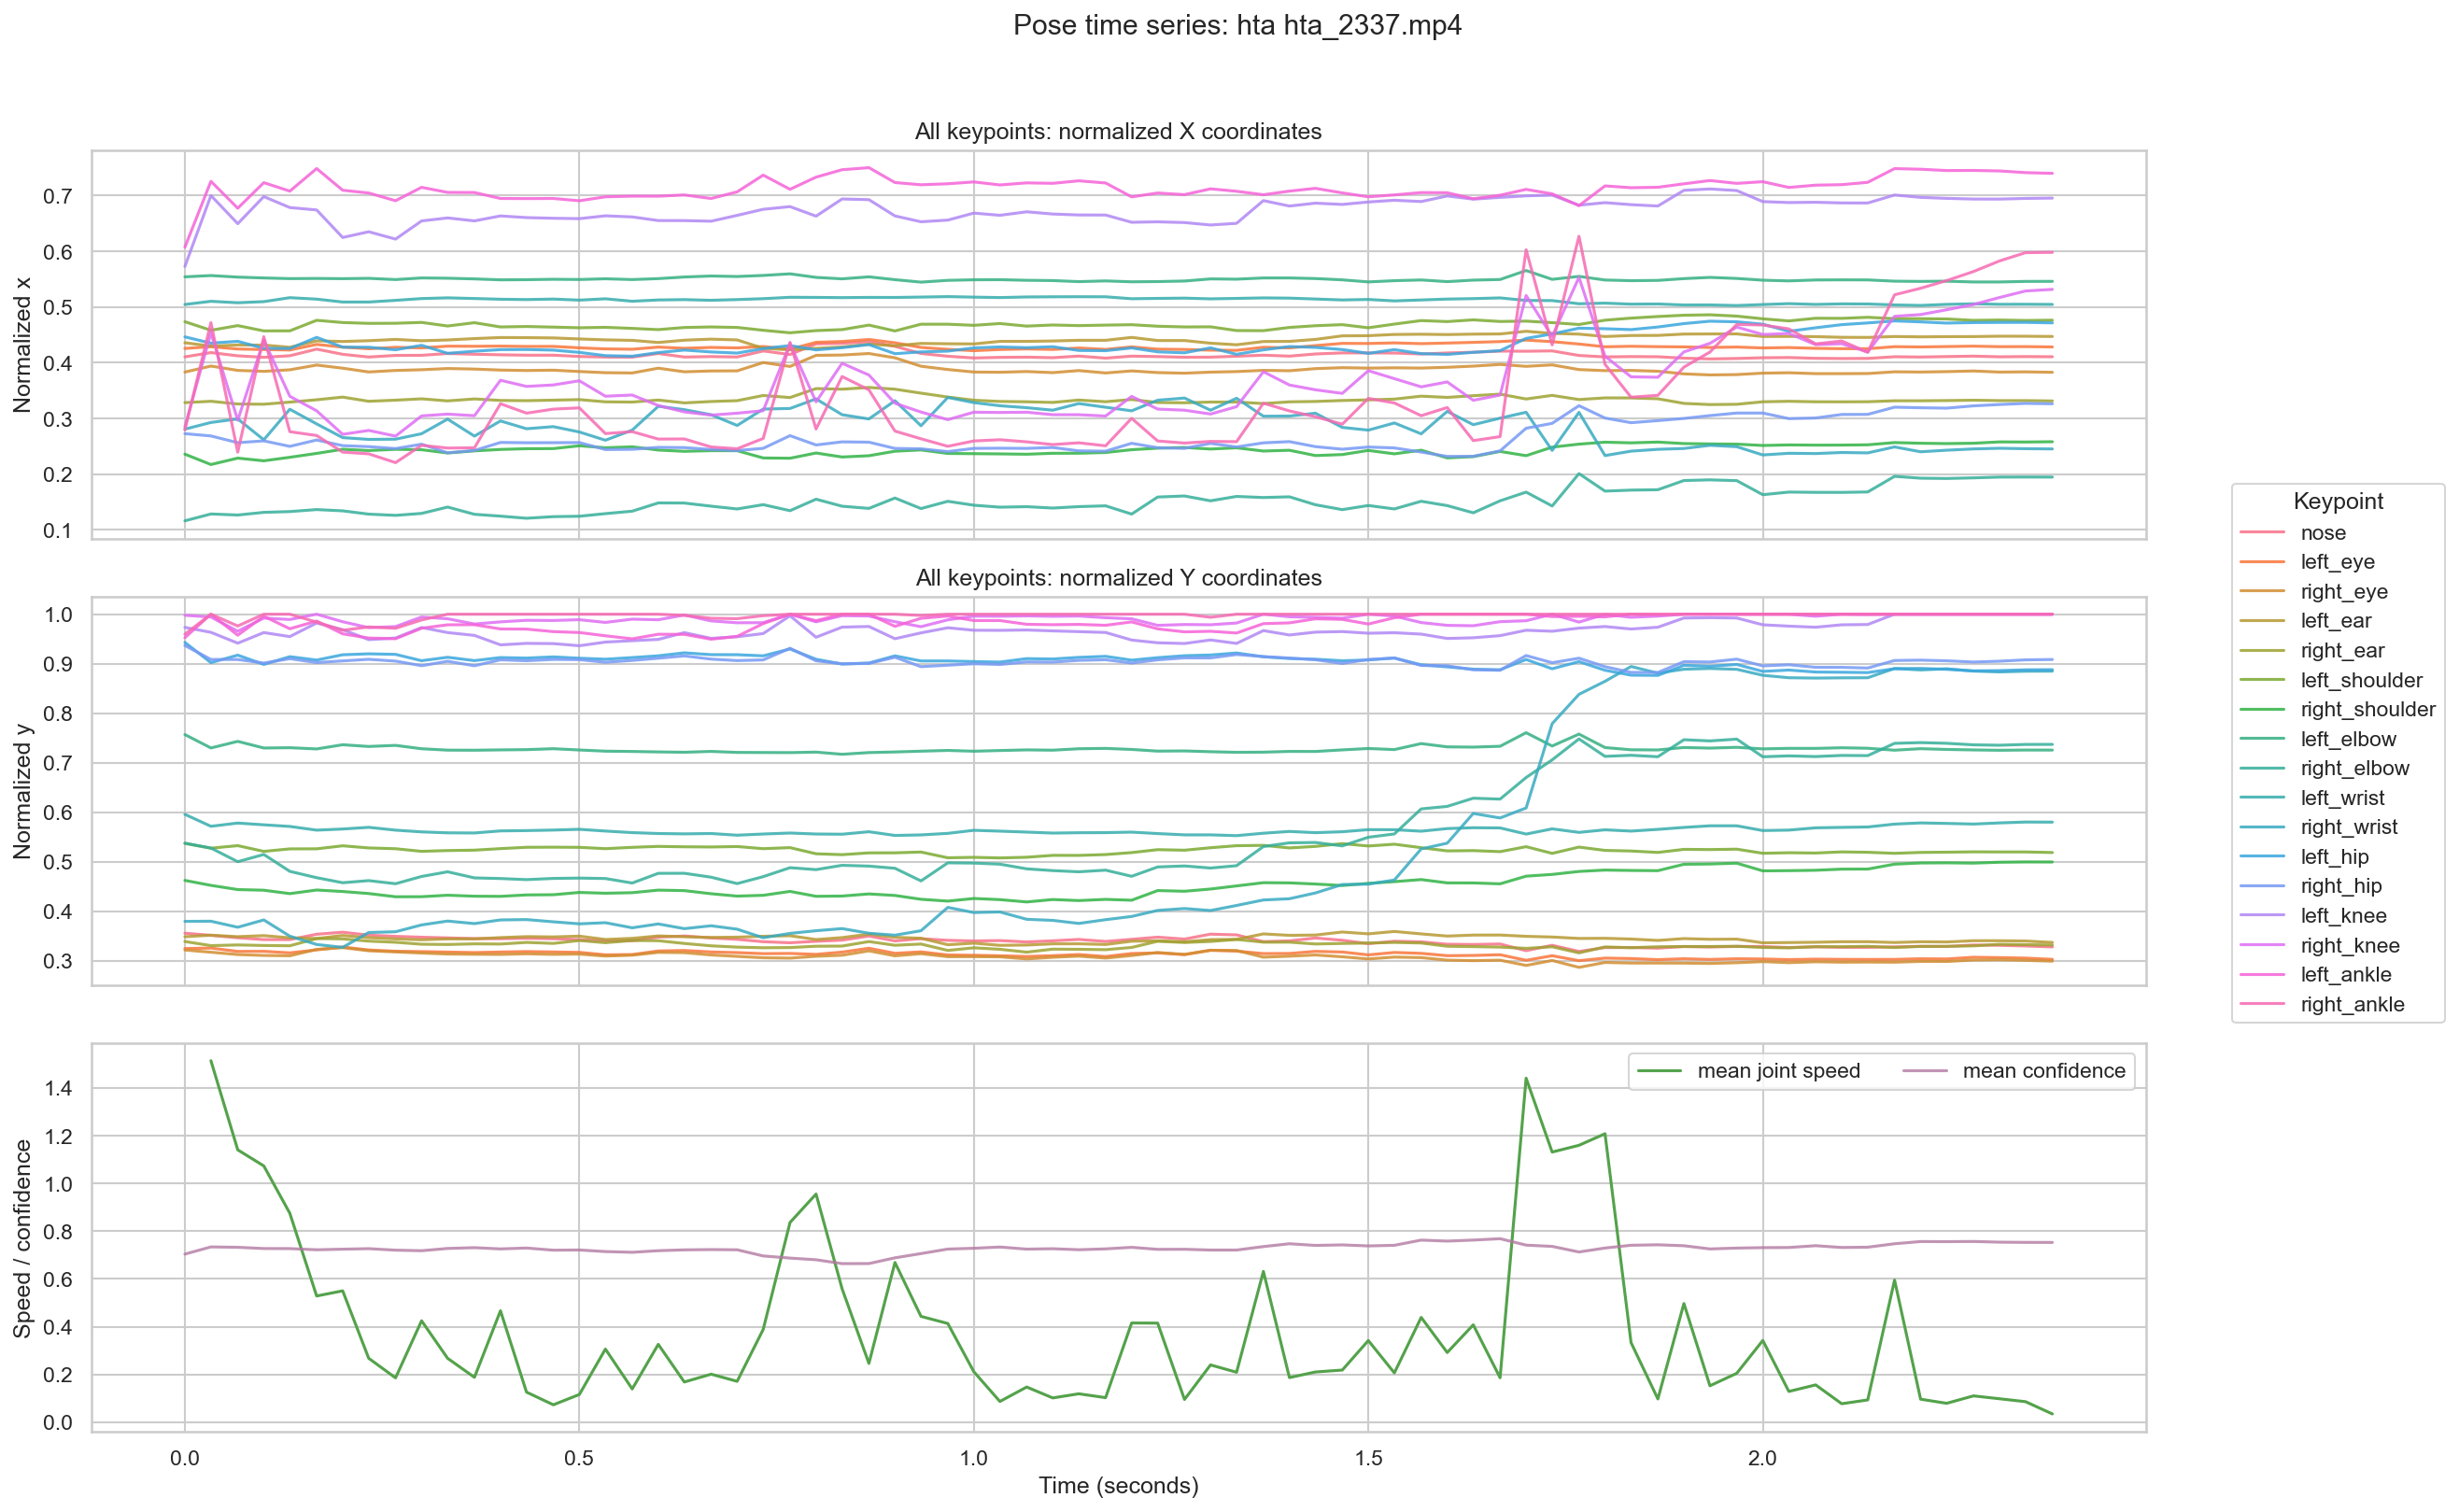 Pose time series: hta hta_2337.mp4
All keypoints: normalized X coordinates
Normalized x
0.7
0.6
0.5
0.4
0.3
0.2
0.1
All keypoints: normalized Y coordinates
Normalized y
1.0
0.9
0.8
0.7
0.6
0.5
0.4
0.3
Speed / confidence
1.4
1.2
1.0
0.8
0.6
0.4
0.2
0.0
mean joint speed
mean confidence
0.0 0.5 1.0 1.5 2.0
Time (seconds)
Keypoint
nose
left_eye
right_eye
left_ear
right_ear
left_shoulder
right_shoulder
left_elbow
right_elbow
left_wrist
right_wrist
left_hip
right_hip
left_knee
right_knee
left_ankle
right_ankle